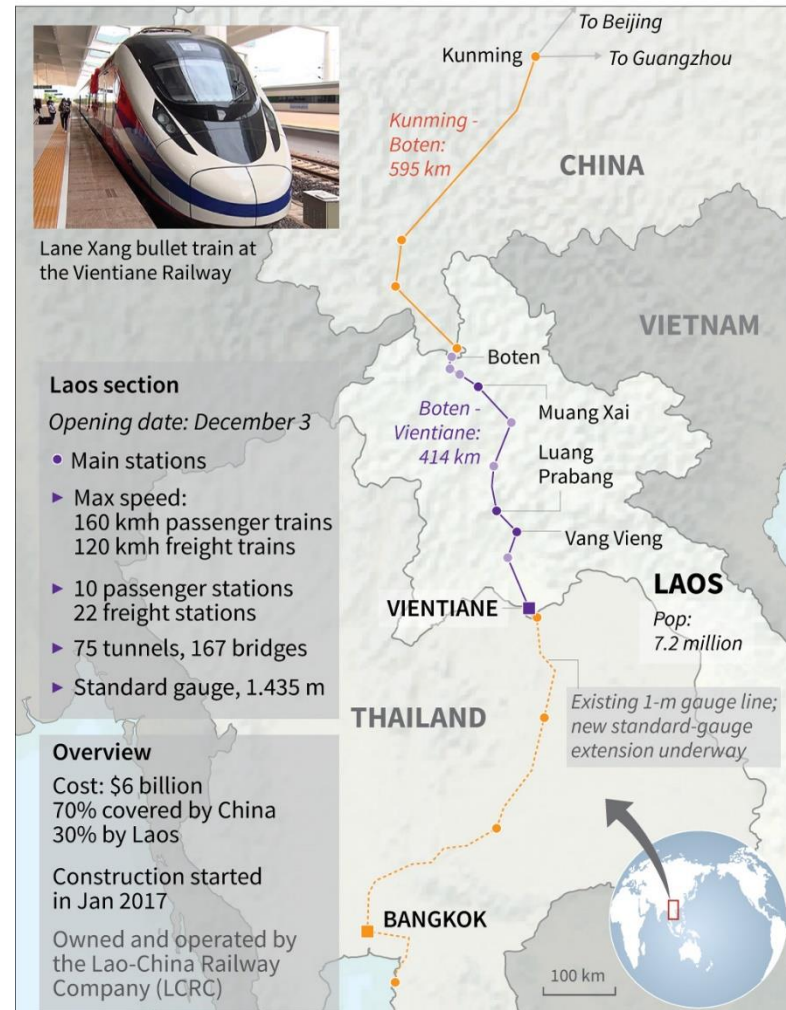 To Beijing
Kunming
To Guangzhou
Kunming -
Boten:
595 km
CHINA
Lane Xang bullet train at
the Vientiane Railway
VIETNAM
Boten
Laos section
Opening date: December 3
Main stations
Max speed:
160 kmh passenger trains
120 kmh freight trains
10 passenger stations
22 freight stations
75 tunnels, 167 bridges
Standard gauge, 1.435 m
Boten -
Vientiane:
414 km
Muang Xai
Luang
Prabang
Vang Vieng
VIENTIANE
LAOS
Pop:
7.2 million
THAILAND
Existing 1-m gauge line;
new standard-gauge
extension underway
Overview
Cost: $6 billion
70% covered by China
30% by Laos
Construction started
in Jan 2017
Owned and operated by
the Lao-China Railway
Company (LCRC)
BANGKOK
100 km